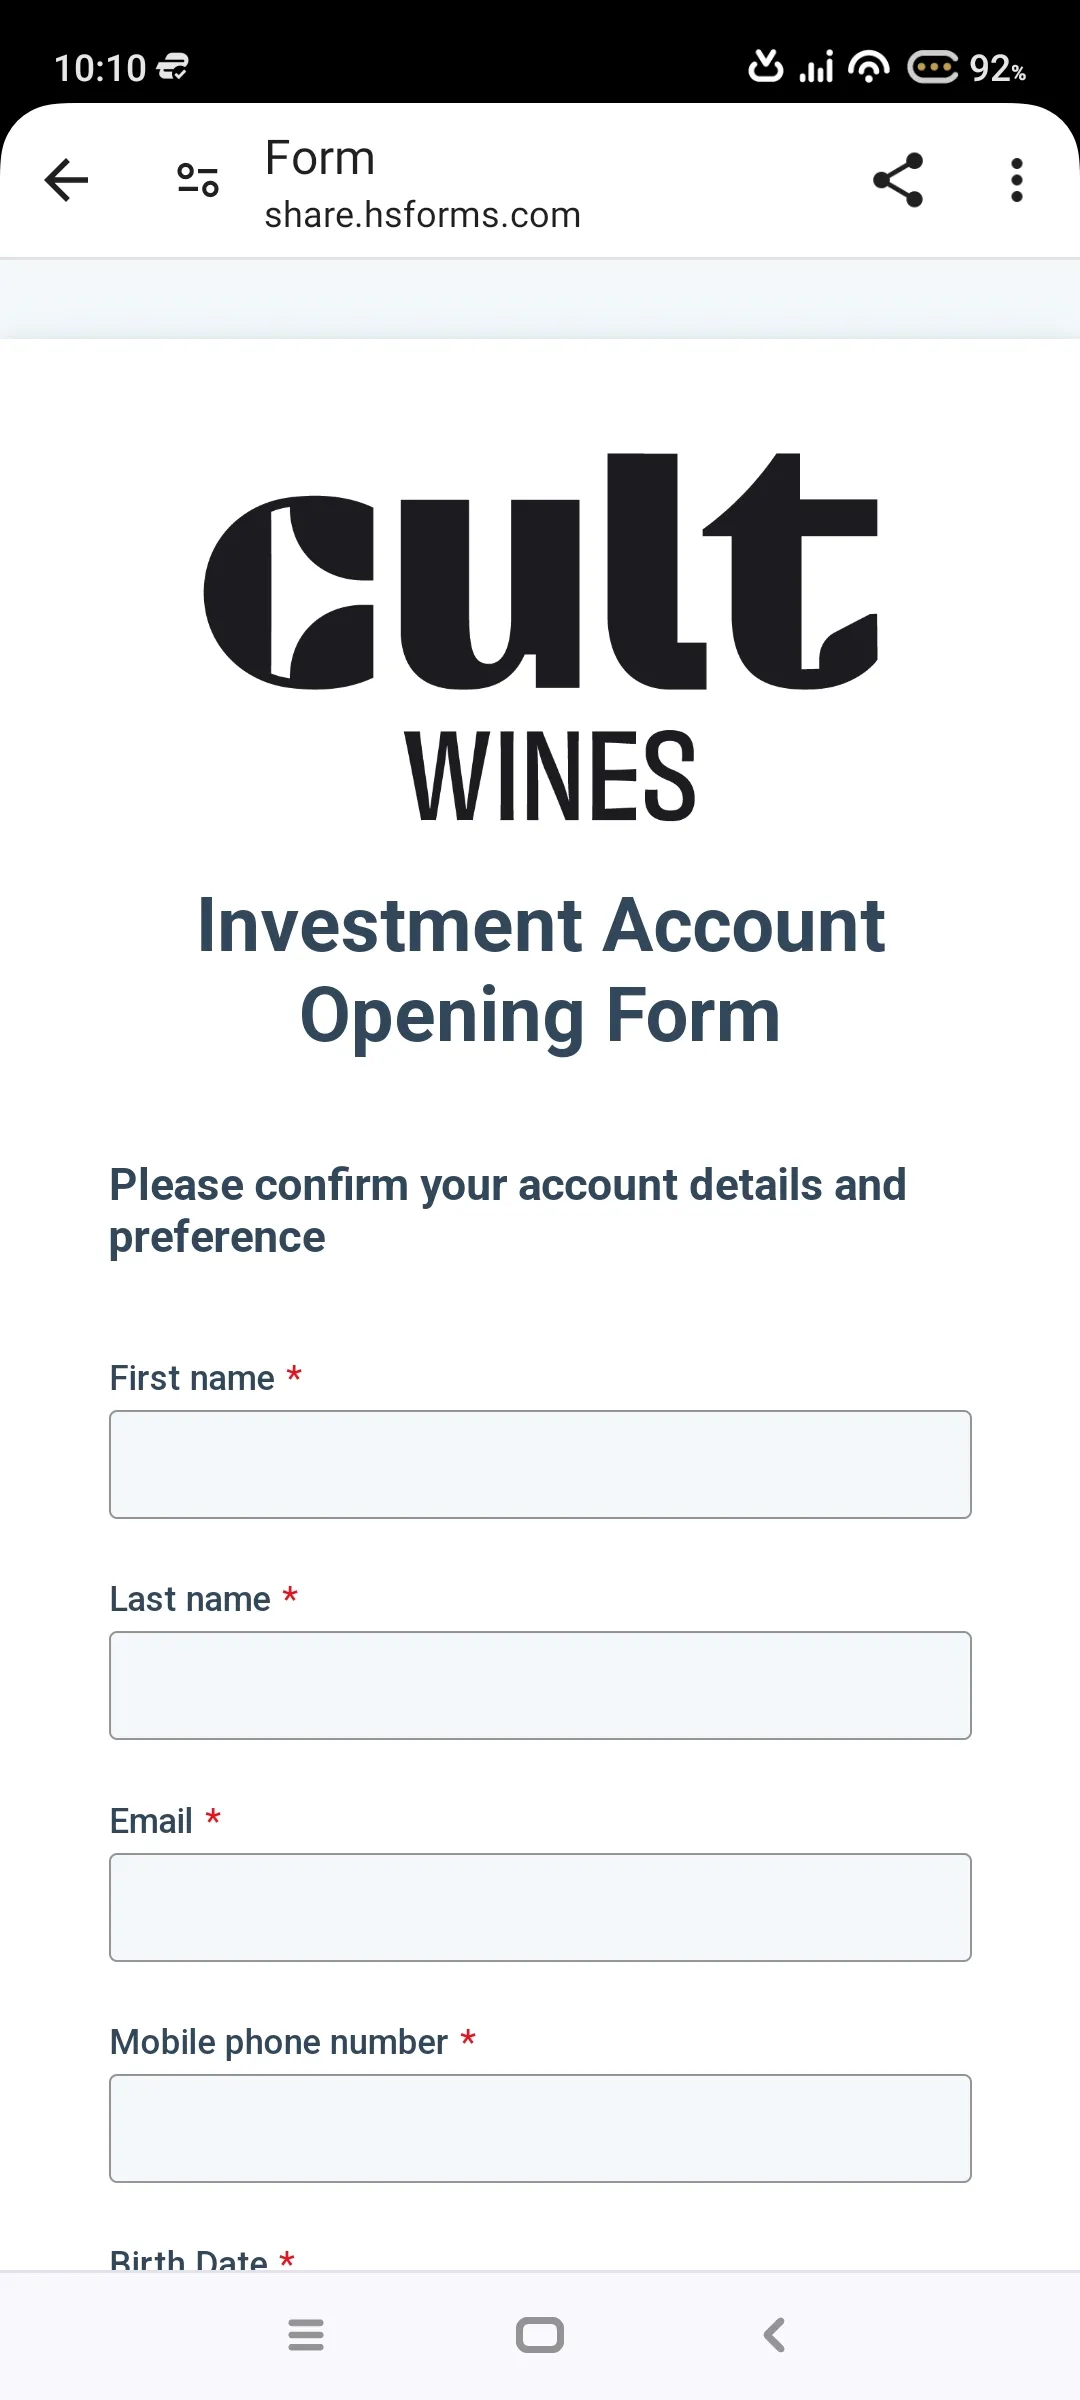 10:10
92%
Form
share.hsforms.com
cult
WINES
Investment Account
Opening Form
Please confirm your account details and
preference
First name *
Last name *
Email *
Mobile phone number *
Birth Date *